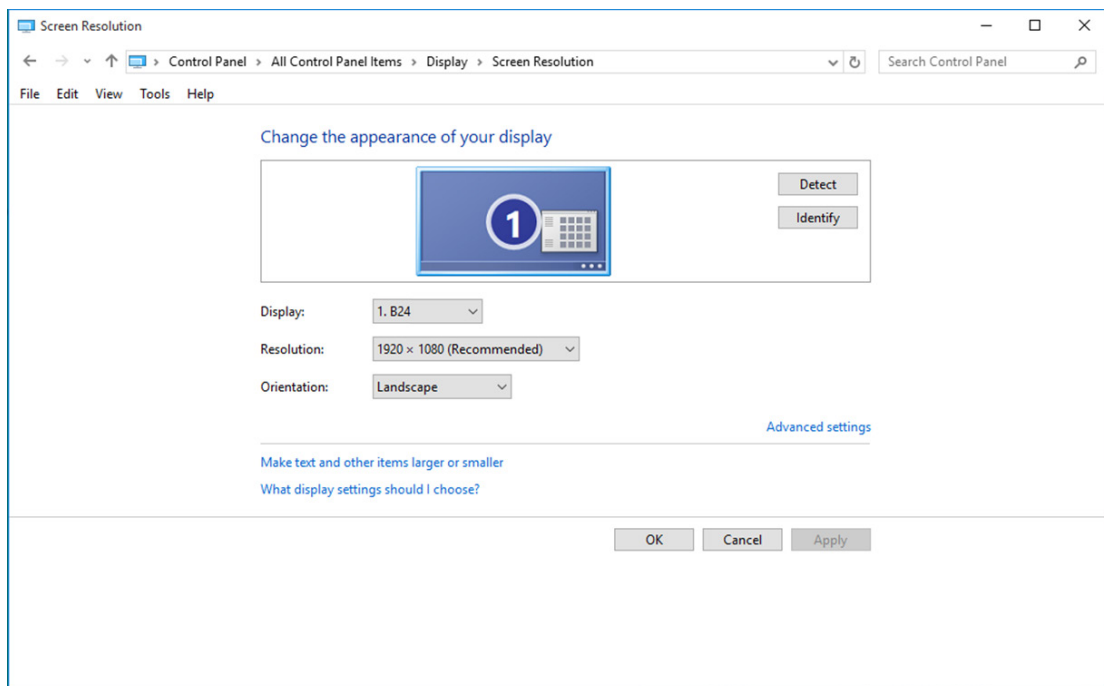 Screen Resolution
Control Panel > All Control Panel Items > Display > Screen Resolution
Search Control Panel
File Edit View Tools Help
Change the appearance of your display
1
Detect
Identify
Display: 1. B24
Resolution: 1920 × 1080 (Recommended)
Orientation: Landscape
Advanced settings
Make text and other items larger or smaller
What display settings should I choose?
OK Cancel Apply